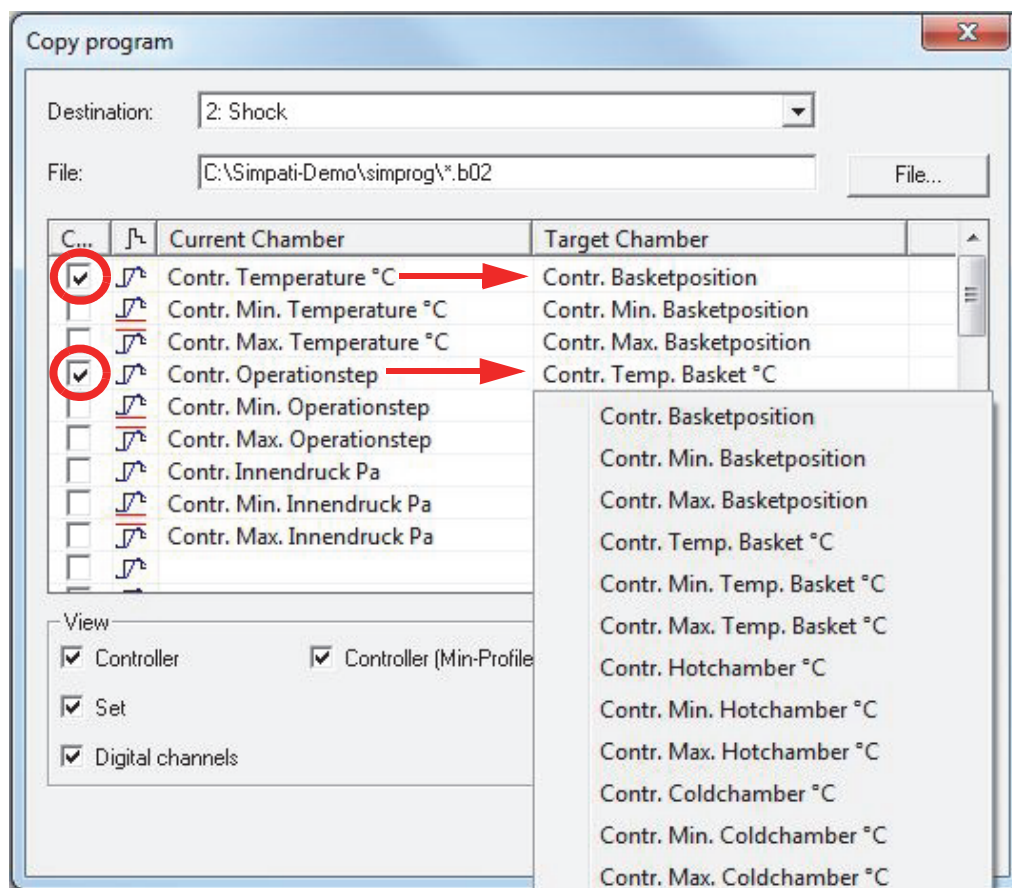 Copy program
Destination: 2: Shock
File: C:\Simpati-Demo\simprog\*.b02 File...
C... Current Chamber Target Chamber
Contr. Temperature °C Contr. Basketposition
Contr. Min. Temperature °C Contr. Min. Basketposition
Contr. Max. Temperature °C Contr. Max. Basketposition
Contr. Operationstep Contr. Temp. Basket °C
Contr. Min. Operationstep
Contr. Max. Operationstep
Contr. Innendruck Pa
Contr. Min. Innendruck Pa
Contr. Max. Innendruck Pa
Contr. Basketposition
Contr. Min. Basketposition
Contr. Max. Basketposition
Contr. Temp. Basket °C
Contr. Min. Temp. Basket °C
Contr. Max. Temp. Basket °C
Contr. Hotchamber °C
Contr. Min. Hotchamber °C
Contr. Max. Hotchamber °C
Contr. Coldchamber °C
Contr. Min. Coldchamber °C
Contr. Max. Coldchamber °C
View
Controller Controller (Min-Profile
Set
Digital channels